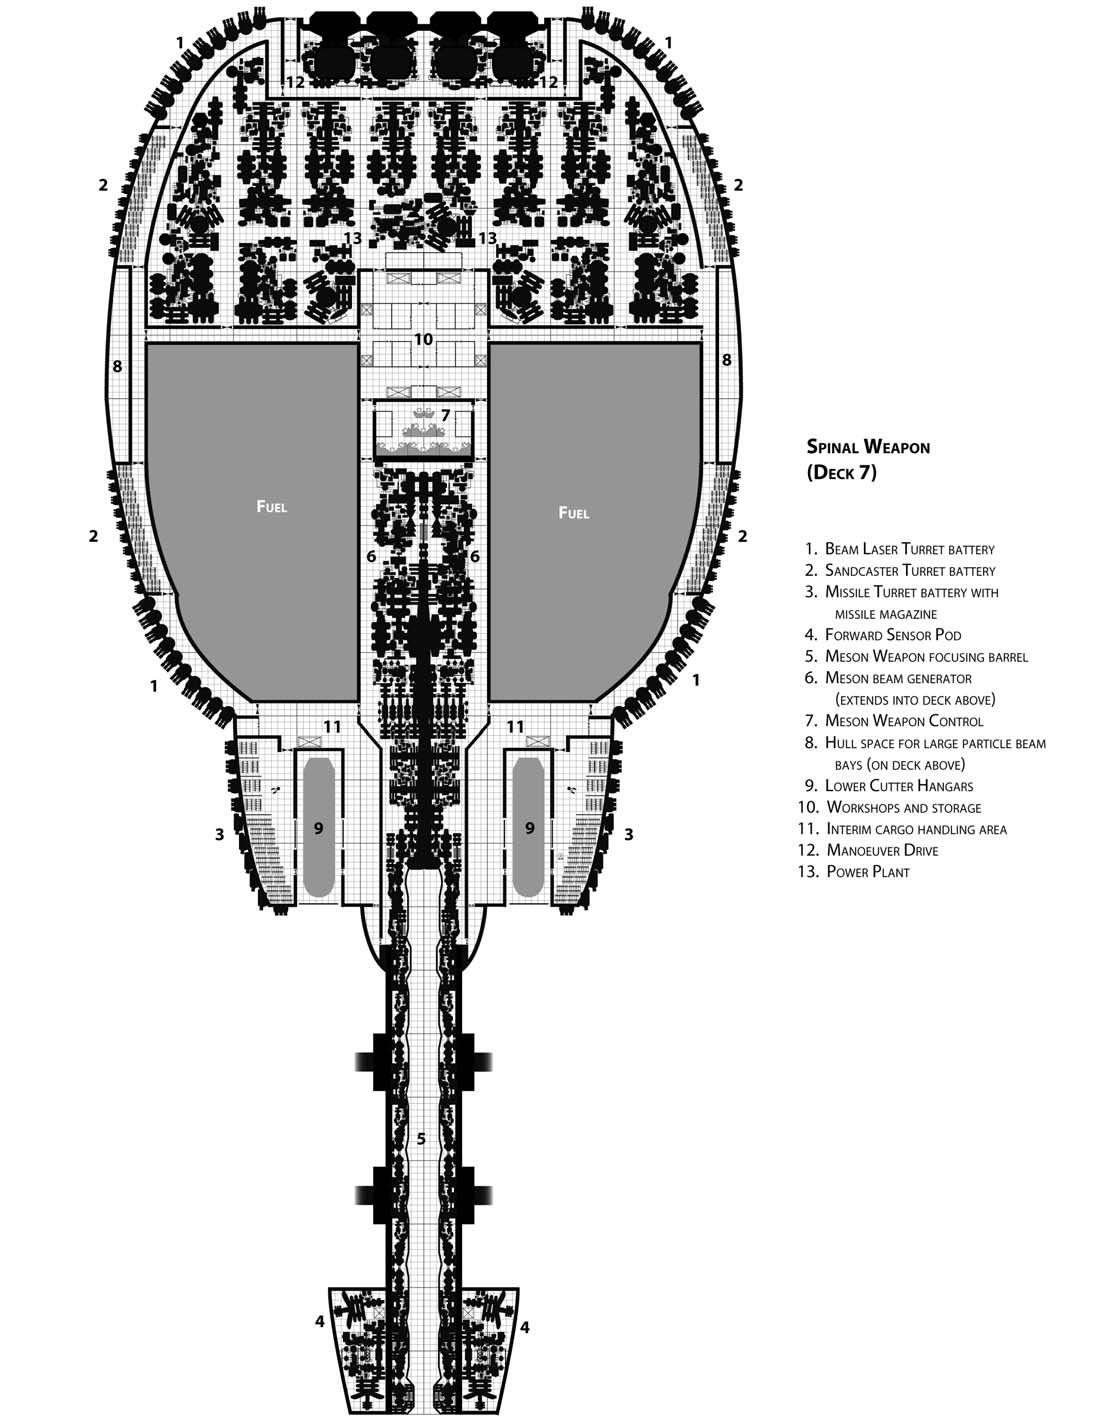 1
1
12
12
2
2
13
13
10
8
8
7
Fuel
Fuel
2
2
6
6
1
1
11
11
9
9
3
3
5
4
4
Spinal Weapon
(Deck 7)
1. Beam Laser Turret battery
2. Sandcaster Turret battery
3. Missile Turret battery with
missile magazine
4. Forward Sensor Pod
5. Meson Weapon focusing barrel
6. Meson beam generator
(extends into deck above)
7. Meson Weapon Control
8. Hull space for large particle beam
bays (on deck above)
9. Lower Cutter Hangars
10. Workshops and storage
11. Interim cargo handling area
12. Manoeuver Drive
13. Power Plant